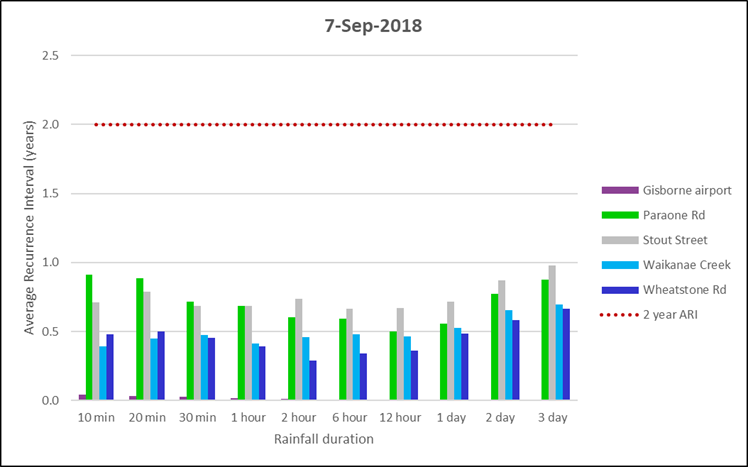 7-Sep-2018
2.5
2.0
1.5
1.0
0.5
0.0
Average Recurrence Interval (years)
10 min 20 min 30 min 1 hour 2 hour 6 hour 12 hour 1 day 2 day 3 day
Rainfall duration
Gisborne airport
Paraone Rd
Stout Street
Waikanae Creek
Wheatstone Rd
2 year ARI